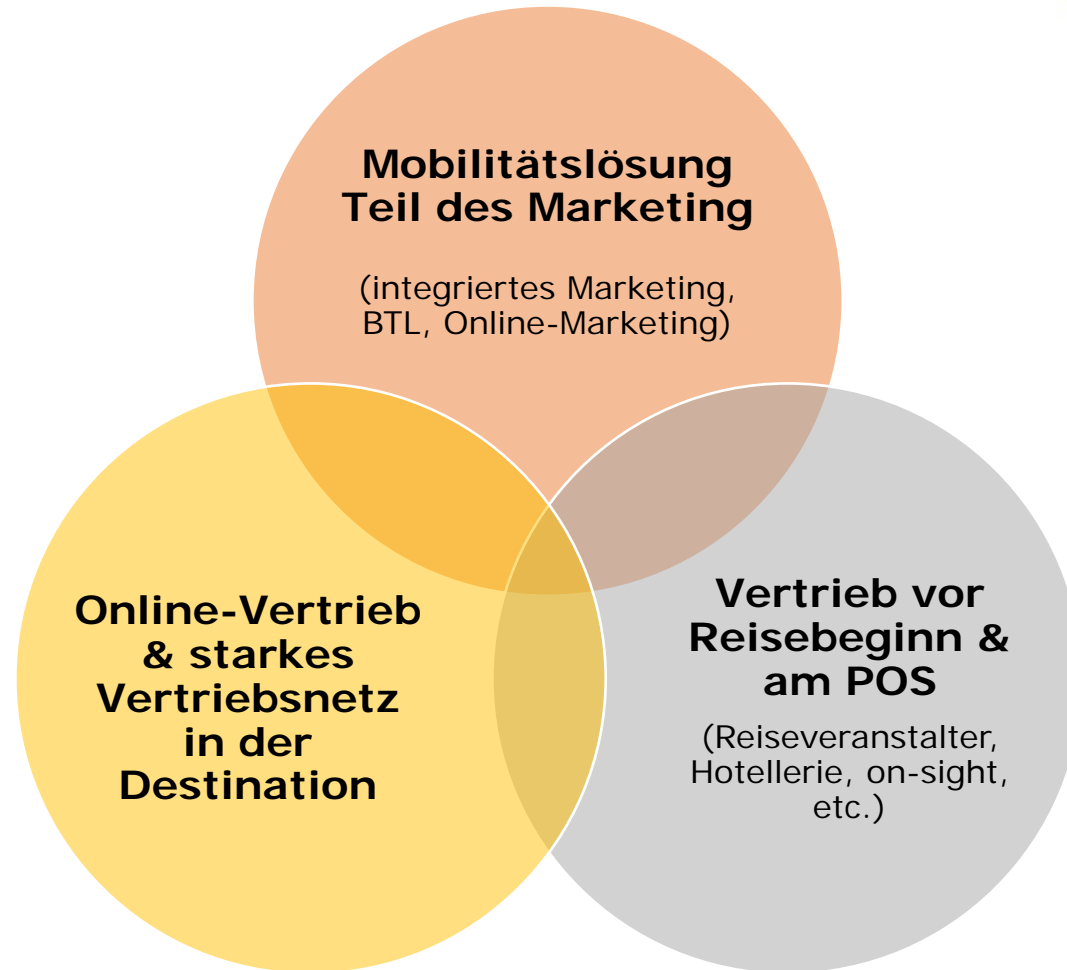 Mobilitätslösung
Teil des Marketing
(integriertes Marketing,
BTL, Online-Marketing)
Online-Vertrieb
& starkes
Vertriebsnetz
in der
Destination
Vertrieb vor
Reisebeginn &
am POS
(Reiseveranstalter,
Hotellerie, on-sight,
etc.)